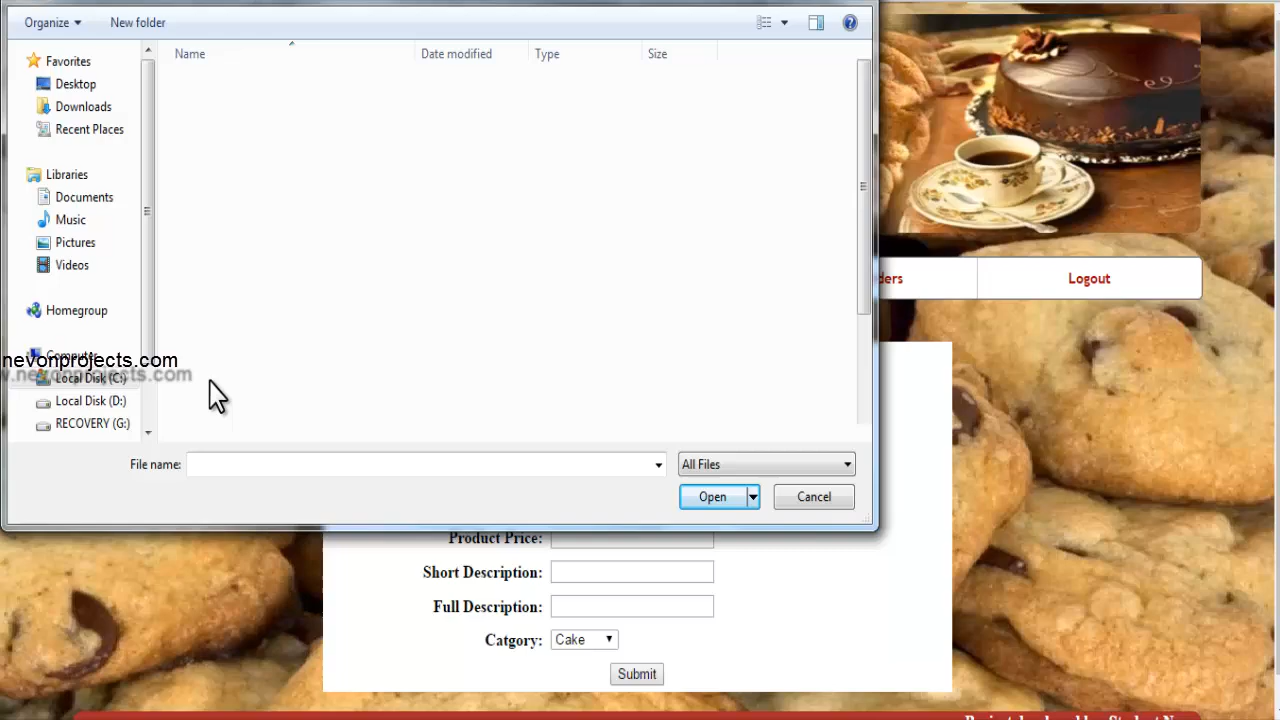 Organize
New folder
Name
Date modified
Type
Size
Favorites
Desktop
Downloads
Recent Places
Libraries
Documents
Music
Pictures
Videos
Homegroup
Computer
nevonprojects.com
Local Disk (C:)
Local Disk (D:)
RECOVERY (G:)
File name:
All Files
Open
Cancel
ders
Logout
Product Price:
Short Description:
Full Description:
Catgory:
Cake
Submit